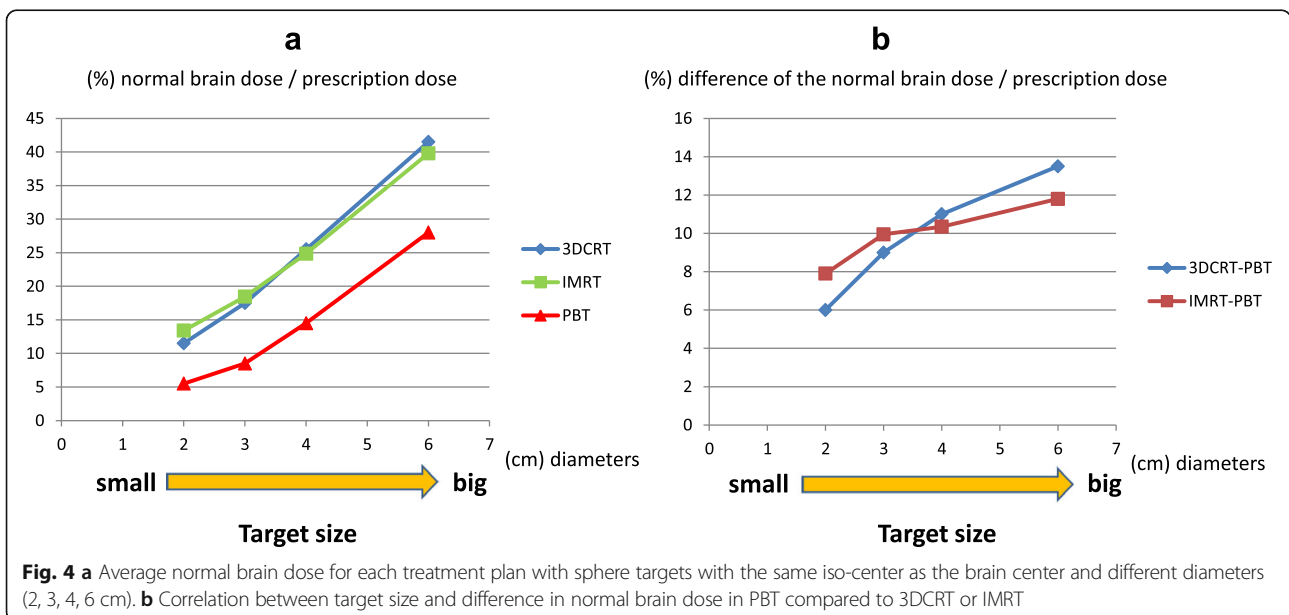 a
(%) normal brain dose / prescription dose
45
40
35
30
25
20
15
10
5
0
0 1 2 3 4 5 6 7
(cm) diameters
3DCRT
IMRT
PBT
small big
Target size
b
(%) difference of the normal brain dose / prescription dose
16
14
12
10
8
6
4
2
0
0 1 2 3 4 5 6 7
(cm) diameters
3DCRT-PBT
IMRT-PBT
small big
Target size
Fig. 4 a Average normal brain dose for each treatment plan with sphere targets with the same iso-center as the brain center and different diameters
(2, 3, 4, 6 cm). b Correlation between target size and difference in normal brain dose in PBT compared to 3DCRT or IMRT